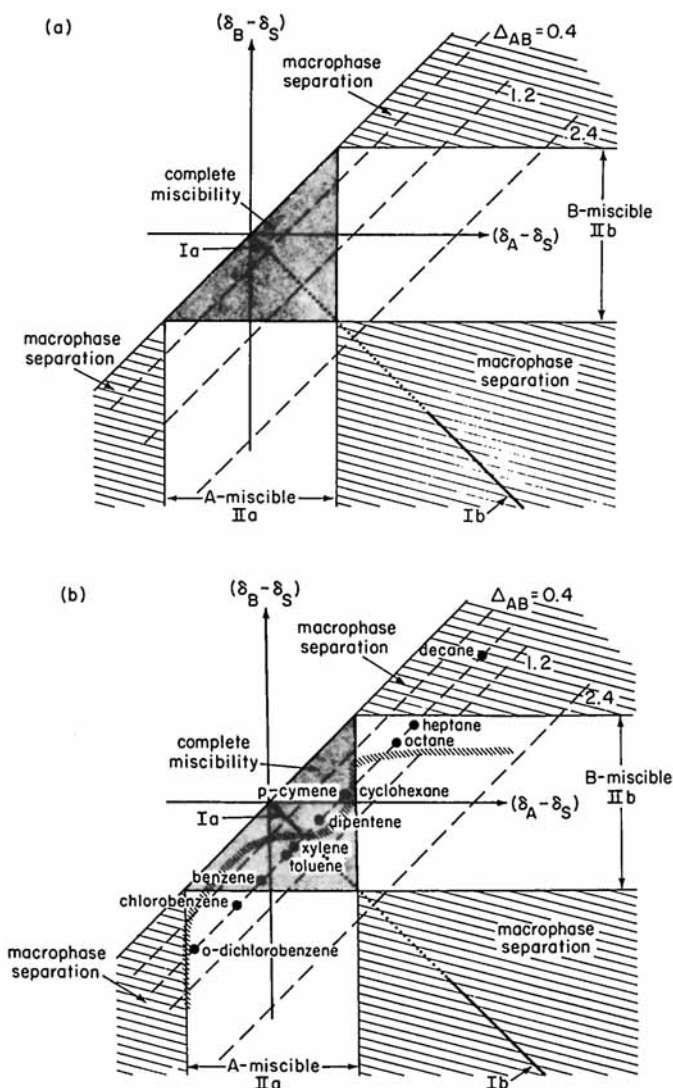 (a)
(δB – δS)
ΔAB = 0.4
macrophase
separation
1.2
2.4
complete
miscibility
B-miscible
IIb
(δA – δS)
Ia
macrophase
separation
macrophase
separation
A-miscible
IIa
Ib
(b)
(δB – δS)
ΔAB = 0.4
macrophase
separation
decane
1.2
2.4
heptane
octane
complete
miscibility
B-miscible
IIb
p-cymene
cyclohexane
(δA – δS)
Ia
dipentene
xylene
toluene
benzene
chlorobenzene
macrophase
separation
o-dichlorobenzene
macrophase
separation
A-miscible
IIa
Ib